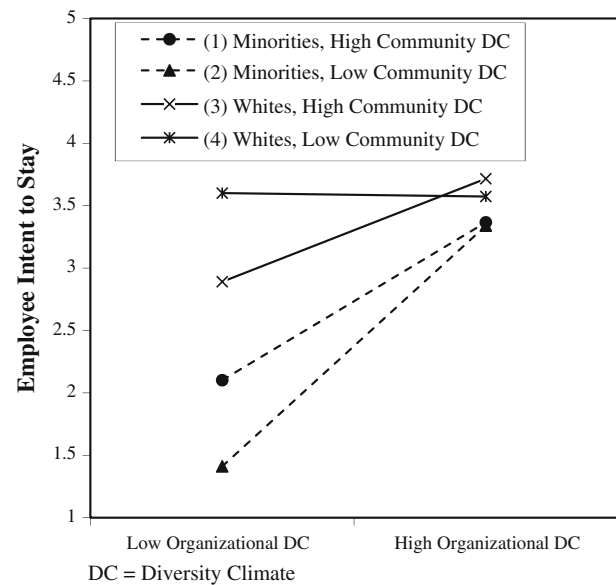 5
4.5
4
3.5
3
2.5
2
1.5
1
Employee Intent to Stay
(1) Minorities, High Community DC
(2) Minorities, Low Community DC
(3) Whites, High Community DC
(4) Whites, Low Community DC
Low Organizational DC
High Organizational DC
DC = Diversity Climate